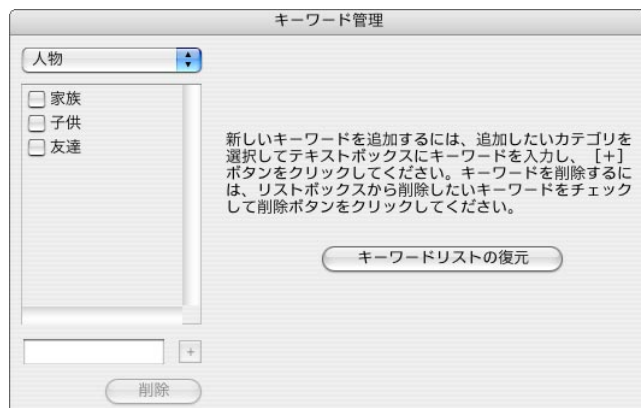 キーワード管理
人物
家族
子供
友達
新しいキーワードを追加するには、追加したいカテゴリを
選択してテキストボックスにキーワードを入力し、［+］
ボタンをクリックしてください。キーワードを削除するに
は、リストボックスから削除したいキーワードをチェック
して削除ボタンをクリックしてください。
キーワードリストの復元
+
削除